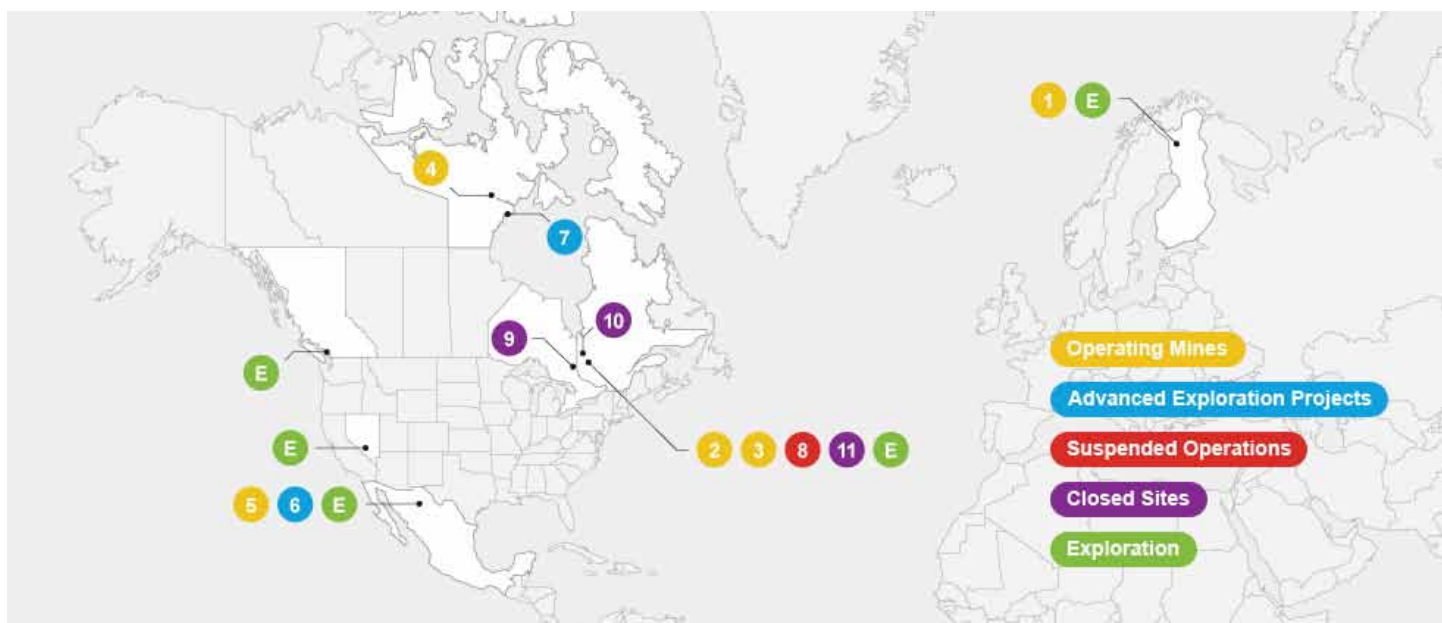 1 E
4
7
10
9
E
E
2 3 8 11 E
5 6 E
Operating Mines
Advanced Exploration Projects
Suspended Operations
Closed Sites
Exploration